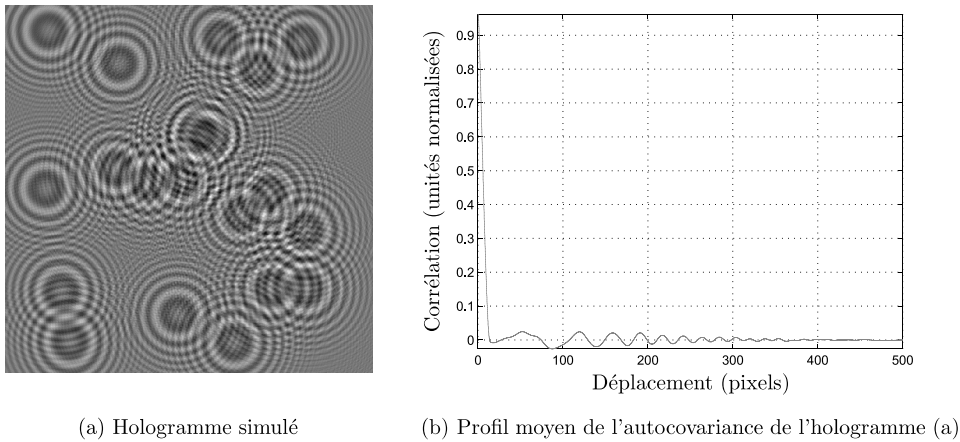 0.9
0.8
0.7
0.6
0.5
0.4
0.3
0.2
0.1
0
0 100 200 300 400 500
Corrélation (unités normalisées)
Déplacement (pixels)
(a) Hologramme simulé
(b) Profil moyen de l'autocovariance de l'hologramme (a)